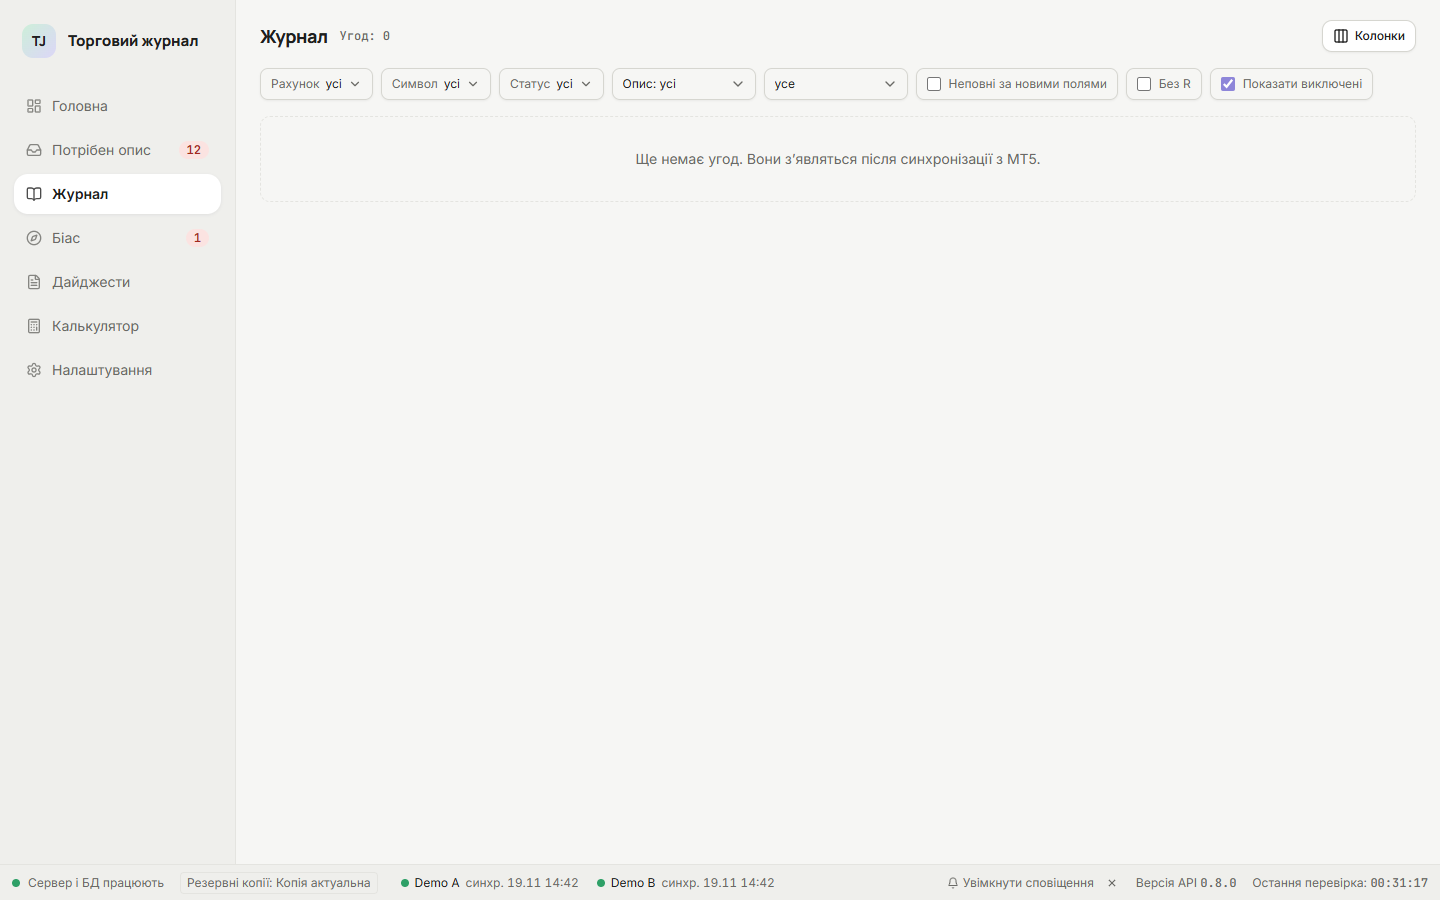 TJ Торговий журнал
Головна
Потрібен опис 12
Журнал
Біас 1
Дайджести
Калькулятор
Налаштування
Журнал Угод: 0
Колонки
Рахунок усі Символ усі Статус усі Опис: усі усе Неповні за новими полями Без R Показати виключені
Ще немає угод. Вони зʼявляться після синхронізації з MT5.
Сервер і БД працюють Резервні копії: Копія актуальна Demo A синхр. 19.11 14:42 Demo B синхр. 19.11 14:42 Увімкнути сповіщення × Версія API 0.8.0 Остання перевірка: 00:31:17